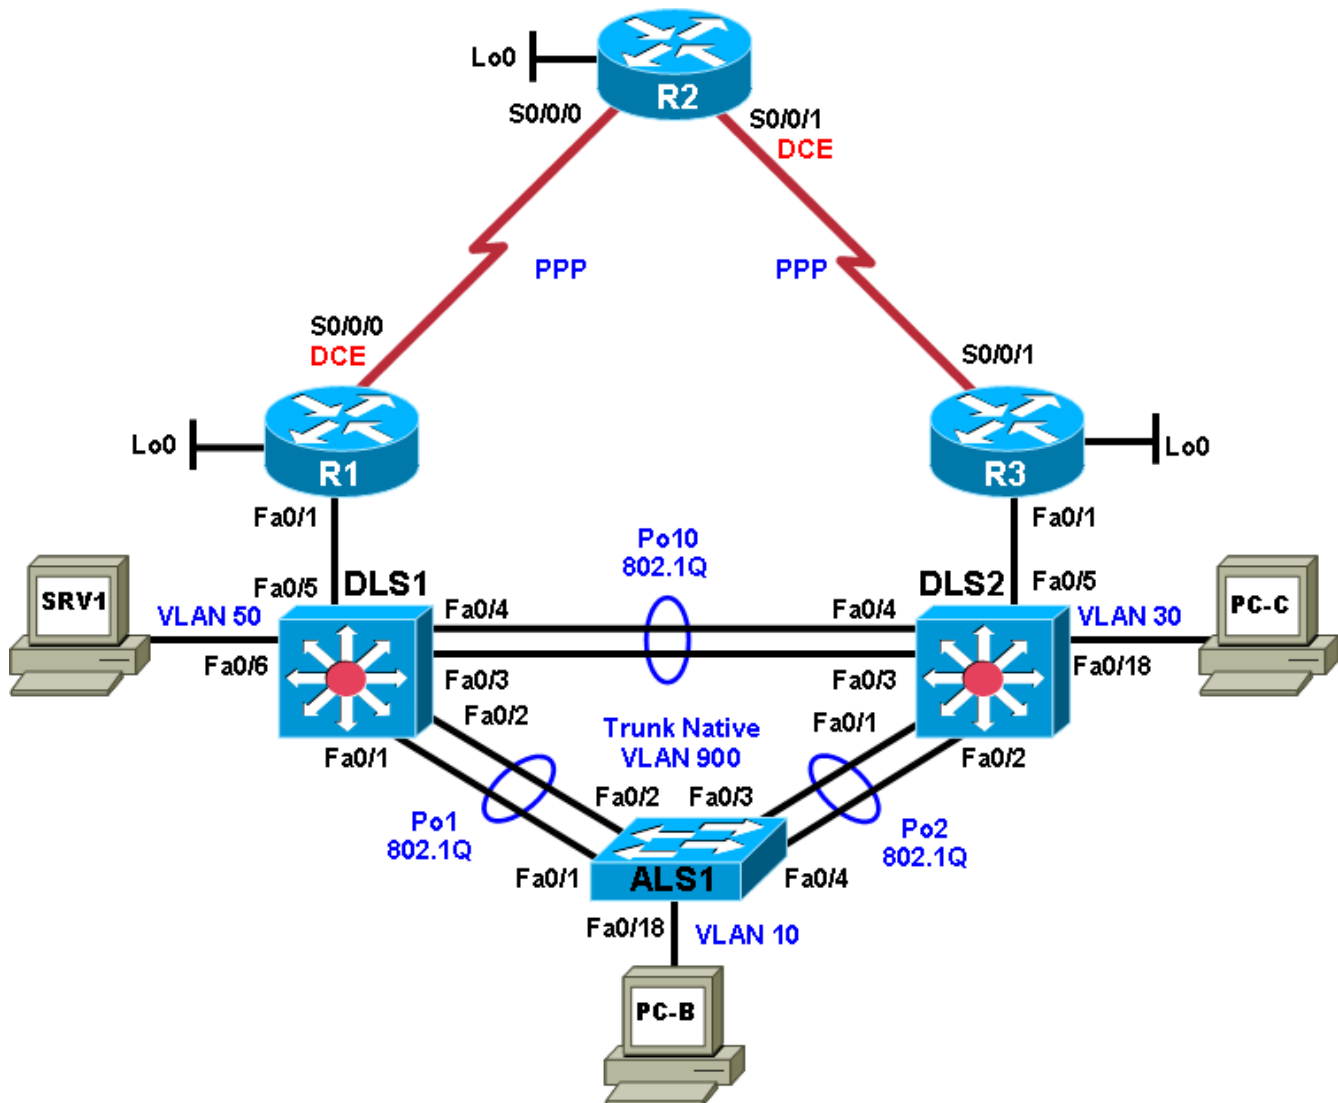 Lo0
R2
S0/0/0
S0/0/1
DCE
PPP
PPP
S0/0/0
DCE
S0/0/1
Lo0
R1
R3
Lo0
Fa0/1
Fa0/1
Po10
802.1Q
SRV1
VLAN 50
Fa0/5
DLS1
DLS2
Fa0/5
VLAN 30
PC-C
Fa0/4
Fa0/4
Fa0/6
Fa0/3
Fa0/3
Fa0/18
Fa0/2
Trunk Native
VLAN 900
Fa0/1
Fa0/1
Fa0/2
Fa0/2
Fa0/3
Po1
802.1Q
Po2
802.1Q
Fa0/1
ALS1
Fa0/4
Fa0/18
VLAN 10
PC-B